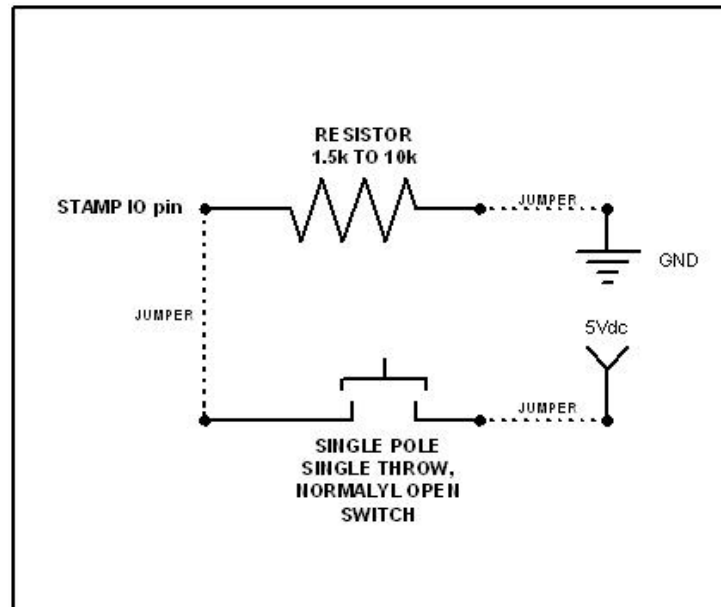 RESISTOR
1.5k TO 10k
STAMP IO pin
JUMPER
GND
JUMPER
5Vdc
JUMPER
SINGLE POLE
SINGLE THROW,
NORMALYL OPEN
SWITCH